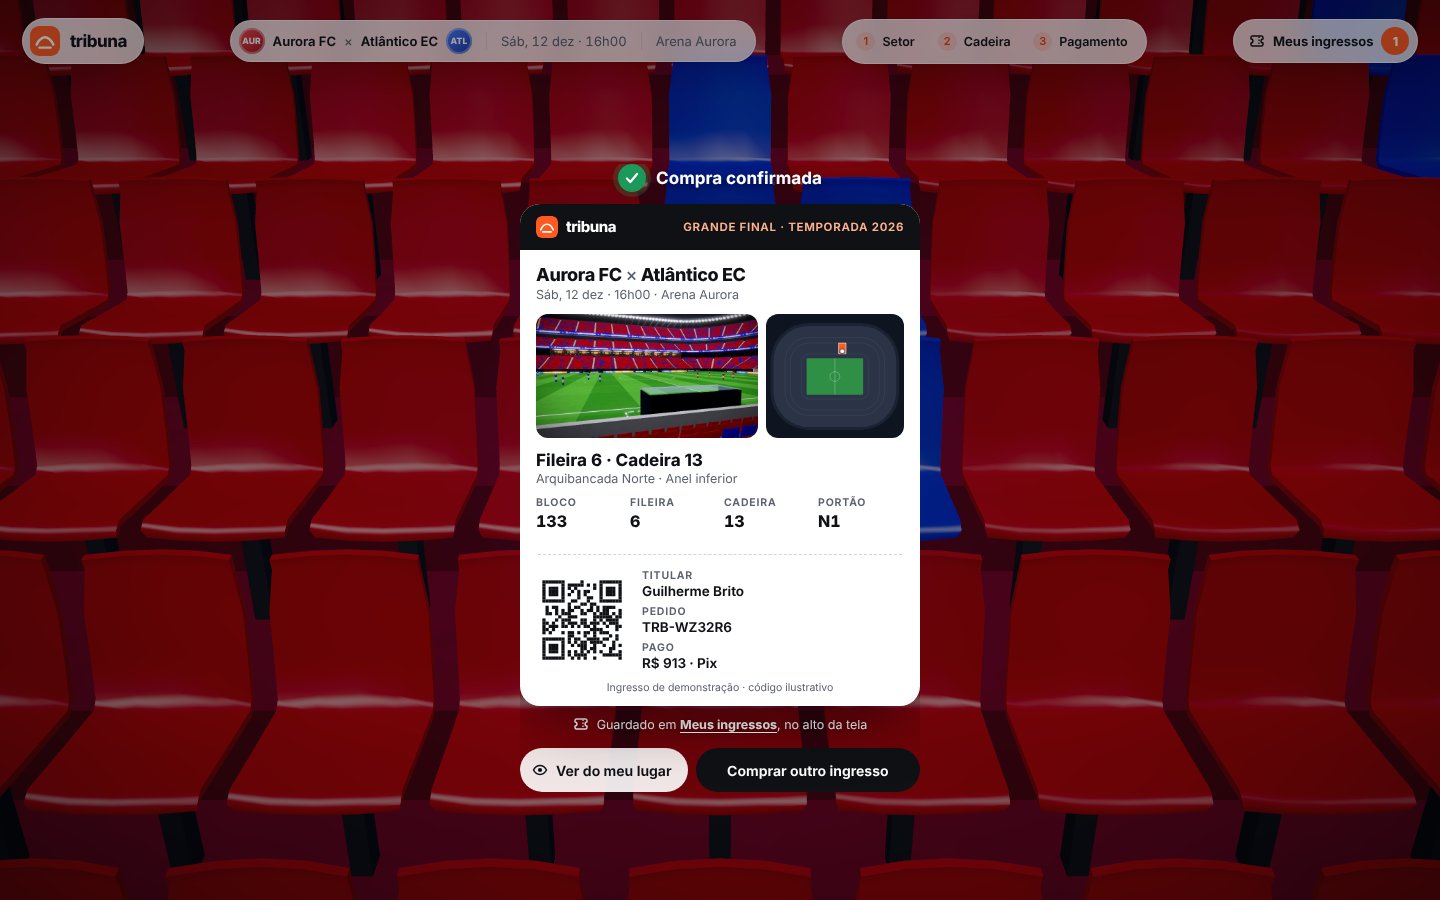 tribuna
AUR Aurora FC × Atlântico EC ATL Sáb, 12 dez · 16h00 Arena Aurora
1 Setor 2 Cadeira 3 Pagamento
Meus ingressos 1
Compra confirmada
tribuna GRANDE FINAL · TEMPORADA 2026
Aurora FC × Atlântico EC
Sáb, 12 dez · 16h00 · Arena Aurora
Fileira 6 · Cadeira 13
Arquibancada Norte · Anel inferior
BLOCO FILEIRA CADEIRA PORTÃO
133 6 13 N1
TITULAR
Guilherme Brito
PEDIDO
TRB-WZ32R6
PAGO
R$ 913 · Pix
Ingresso de demonstração · código ilustrativo
Guardado em Meus ingressos, no alto da tela
Ver do meu lugar
Comprar outro ingresso